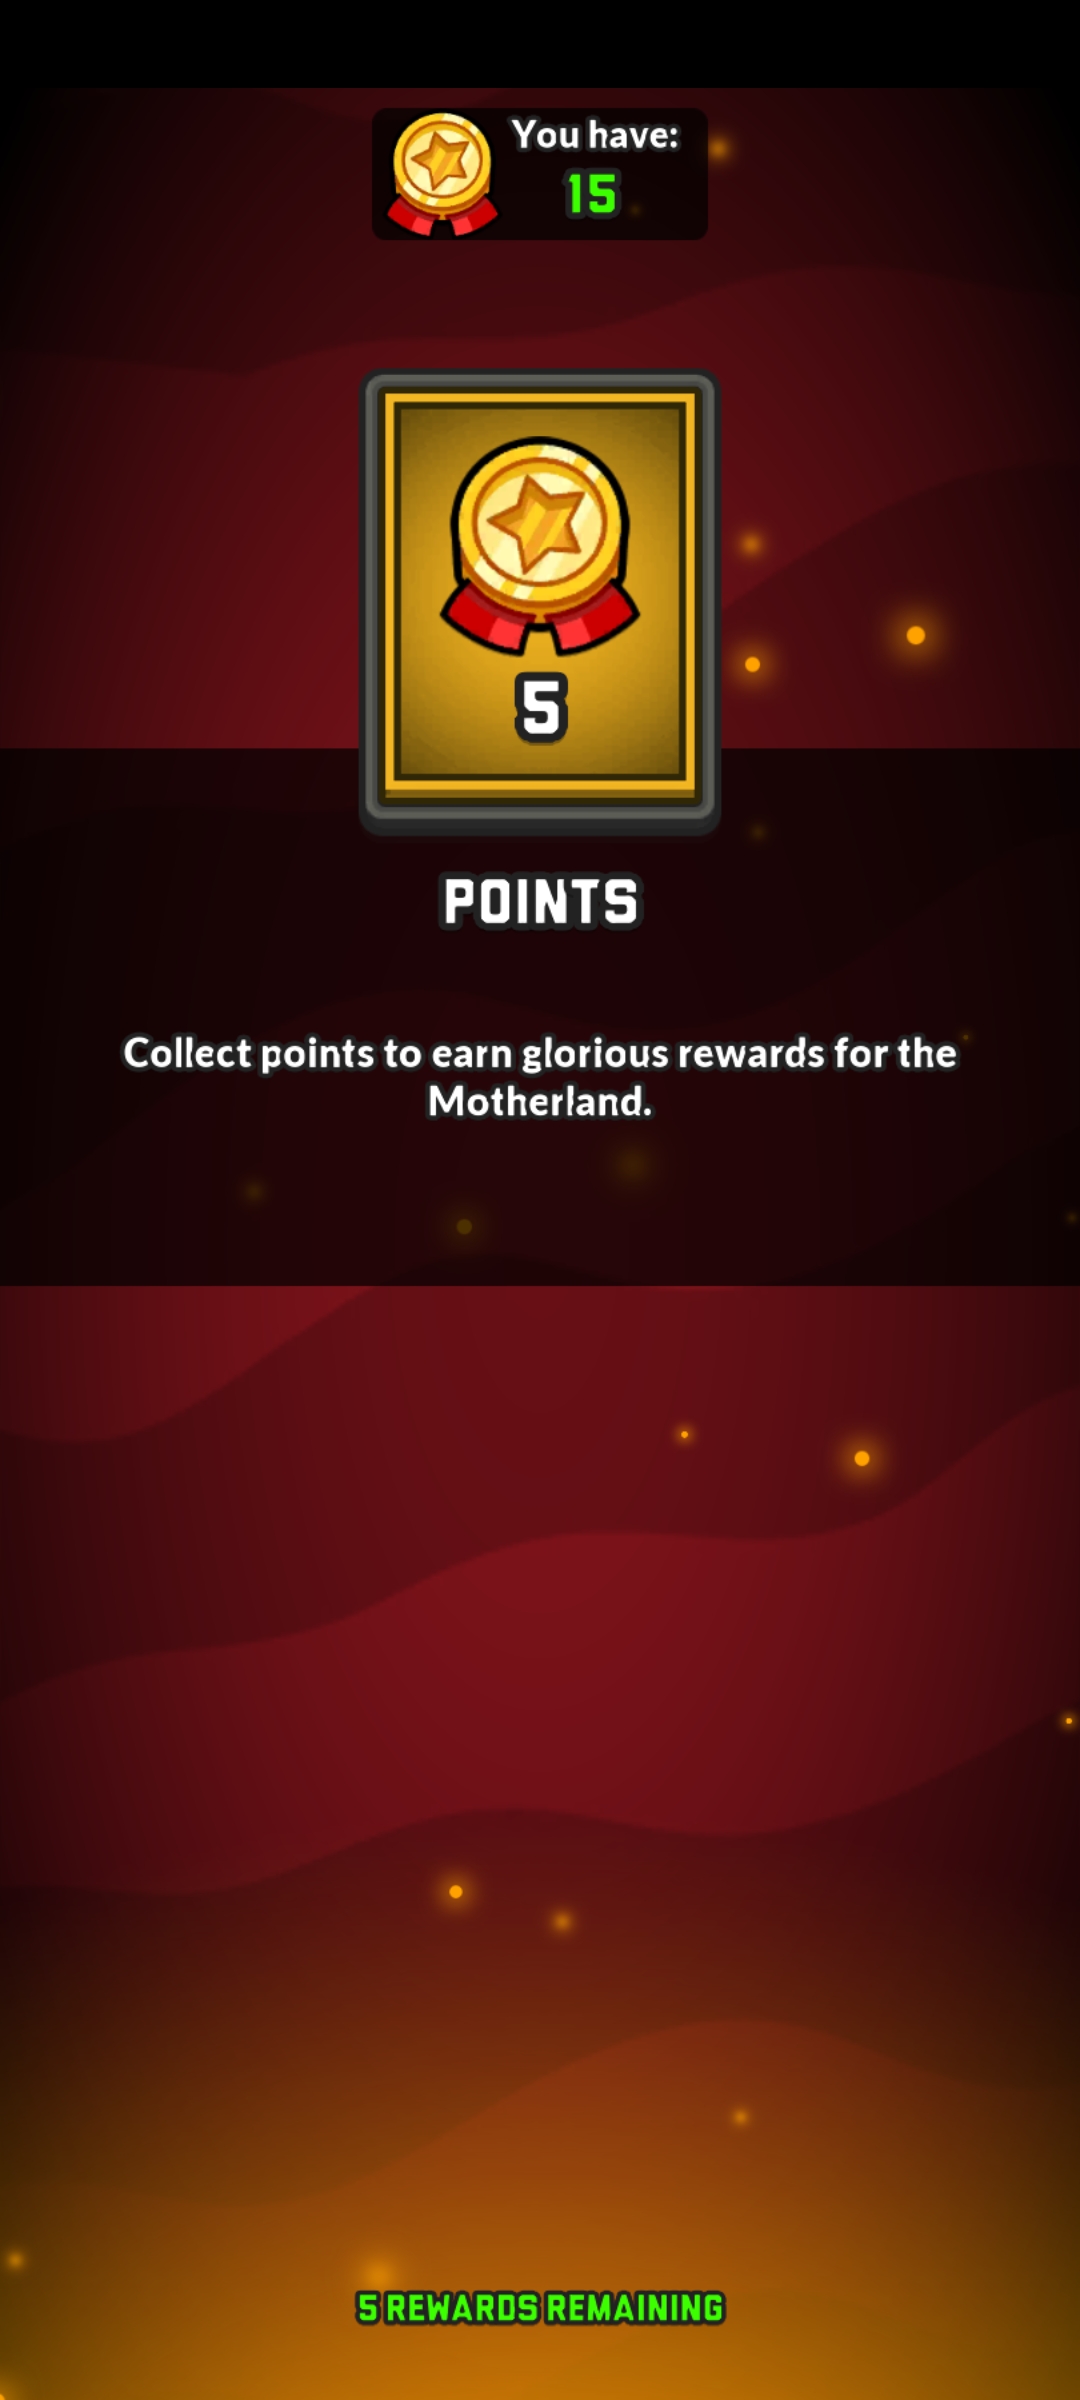 You have:
15
5
POINTS
Collect points to earn glorious rewards for the
Motherland.
5 REWARDS REMAINING